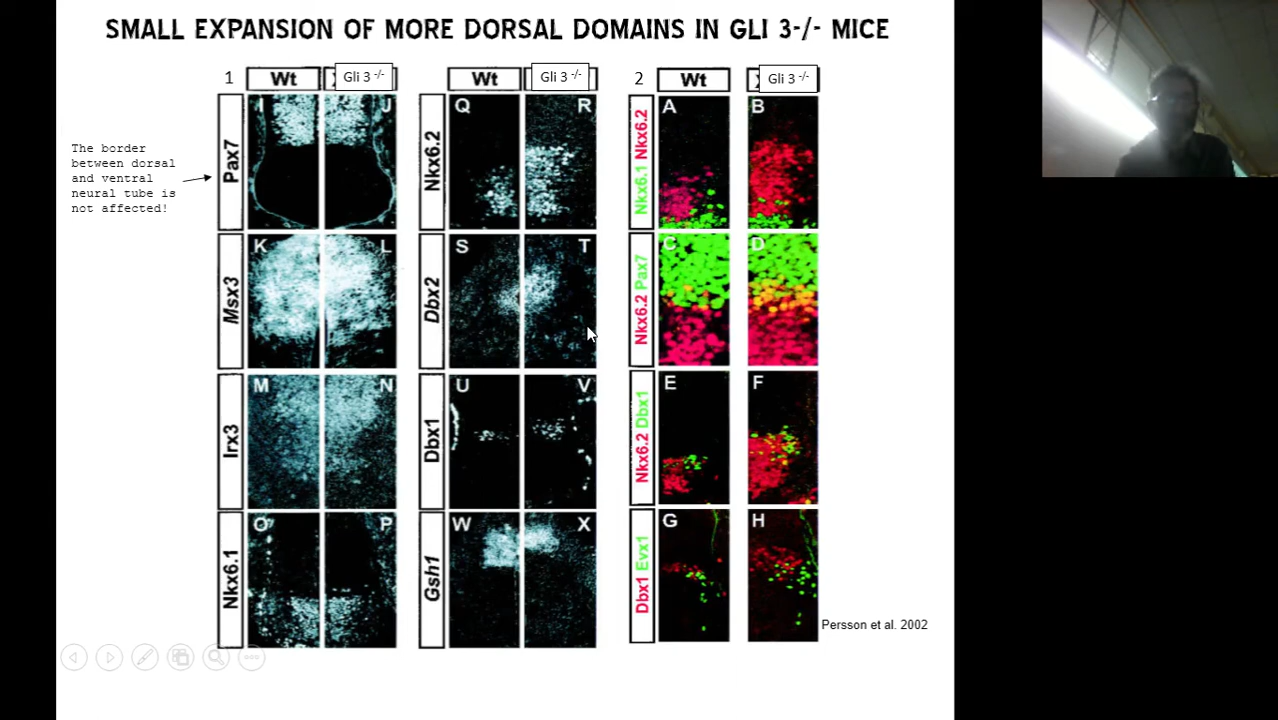 SMALL EXPANSION OF MORE DORSAL DOMAINS IN GLI 3-/- MICE
1 Wt Gli 3 -/-
Wt Gli 3 -/-
2 Wt Gli 3 -/-
The border
between dorsal
and ventral
neural tube is
not affected!
Pax7 I J
Msx3 K L
Irx3 M N
Nkx6.1 O P
Nkx6.2 Q R
Dbx2 S T
Dbx1 U V
Gsh1 W X
Nkx6.1 Nkx6.2 A B
Nkx6.2 Pax7 C D
Nkx6.2 Dbx1 E F
Dbx1 Evx1 G H
Persson et al. 2002